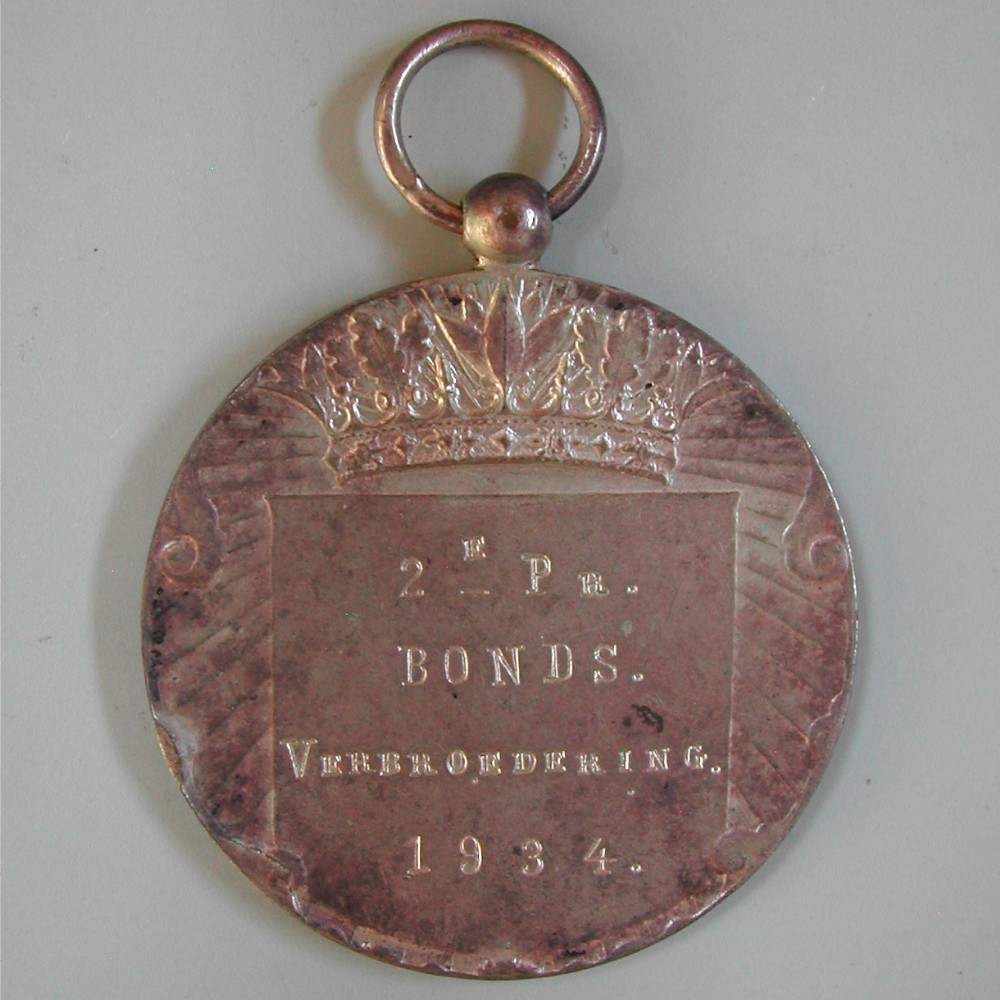 2E Pr.
BONDS.
VERBROEDERING.
1934.